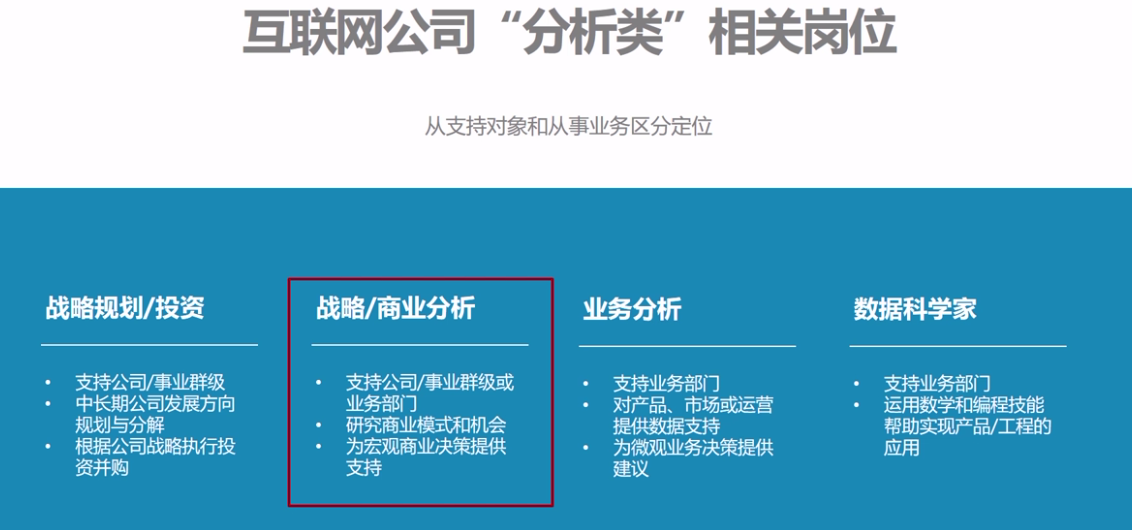 互联网公司“分析类”相关岗位
从支持对象和从事业务区分定位
战略规划/投资
• 支持公司/事业群级
• 中长期公司发展方向
规划与分解
• 根据公司战略执行投
资并购
战略/商业分析
• 支持公司/事业群级或
业务部门
• 研究商业模式和机会
• 为宏观商业决策提供
支持
业务分析
• 支持业务部门
• 对产品、市场或运营
提供数据支持
• 为微观业务决策提供
建议
数据科学家
• 支持业务部门
• 运用数学和编程技能
帮助实现产品/工程的
应用